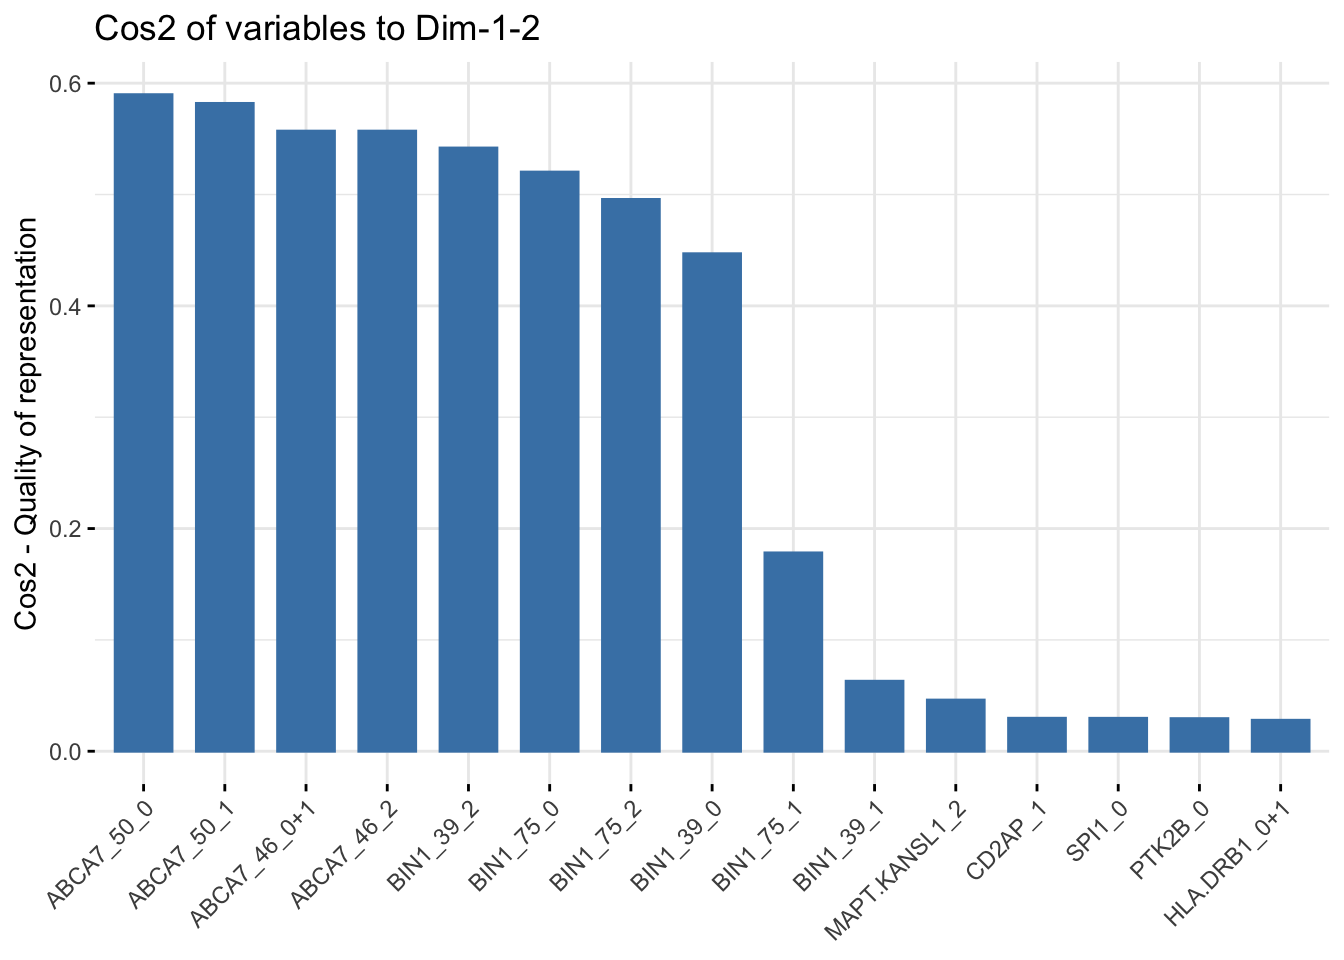 Cos2 of variables to Dim-1-2
Cos2 - Quality of representation
0.6
0.4
0.2
0.0
ABCA7_50_0
ABCA7_50_1
ABCA7_46_0+1
ABCA7_46_2
BIN1_39_2
BIN1_75_0
BIN1_75_2
BIN1_39_0
BIN1_75_1
BIN1_39_1
MAPT.KANSL1_2
CD2AP_1
SPI1_0
PTK2B_0
HLA.DRB1_0+1